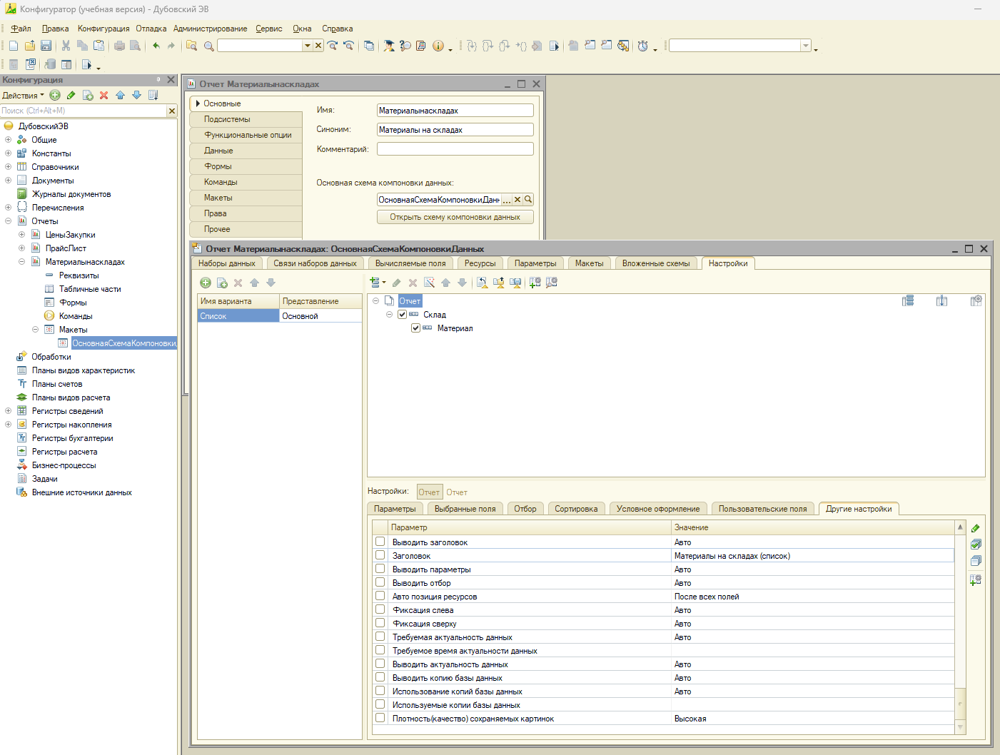 Конфигуратор (учебная версия) - Дубовский ЭВ
Файл Правка Конфигурация Отладка Администрирование Сервис Окна Справка
Конфигурация
Действия
Поиск (Ctrl+Alt+M)
ДубовскийЭВ
Общие
Константы
Справочники
Документы
Журналы документов
Перечисления
Отчеты
ЦеныЗакупки
ПрайсЛист
Материалынаскладах
Реквизиты
Табличные части
Формы
Команды
Макеты
ОсновнаяСхемаКомпоновки
Обработки
Планы видов характеристик
Планы счетов
Планы видов расчета
Регистры сведений
Регистры накопления
Регистры бухгалтерии
Регистры расчета
Бизнес-процессы
Задачи
Внешние источники данных
Отчет Материалынаскладах
Основные
Подсистемы
Функциональные опции
Данные
Формы
Команды
Макеты
Права
Прочее
Имя: Материалынаскладах
Синоним: Материалы на складах
Комментарий:
Основная схема компоновки данных:
ОсновнаяСхемаКомпоновкиДанн ...
Открыть схему компоновки данных
Отчет Материалынаскладах: ОсновнаяСхемаКомпоновкиДанных
Наборы данных Связи наборов данных Вычисляемые поля Ресурсы Параметры Макеты Вложенные схемы Настройки
Имя варианта Представление
Список Основной
Отчет
Склад
Материал
Настройки: Отчет Отчет
Параметры Выбранные поля Отбор Сортировка Условное оформление Пользовательские поля Другие настройки
Параметр Значение
Выводить заголовок Авто
Заголовок Материалы на складах (список)
Выводить параметры Авто
Выводить отбор Авто
Авто позиция ресурсов После всех полей
Фиксация слева Авто
Фиксация сверху Авто
Требуемая актуальность данных Авто
Требуемое время актуальности данных
Выводить актуальность данных Авто
Выводить копию базы данных Авто
Использование копий базы данных Авто
Используемые копии базы данных
Плотность(качество) сохраняемых картинок Высокая